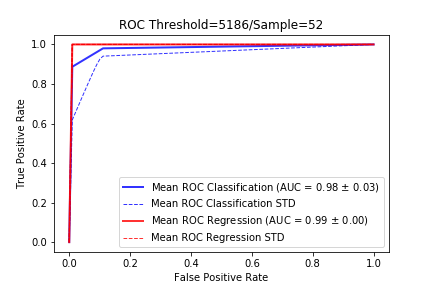 ROC Threshold=5186/Sample=52
True Positive Rate
1.0
0.8
0.6
0.4
0.2
0.0
Mean ROC Classification (AUC = 0.98 ± 0.03)
Mean ROC Classification STD
Mean ROC Regression (AUC = 0.99 ± 0.00)
Mean ROC Regression STD
0.0 0.2 0.4 0.6 0.8 1.0
False Positive Rate